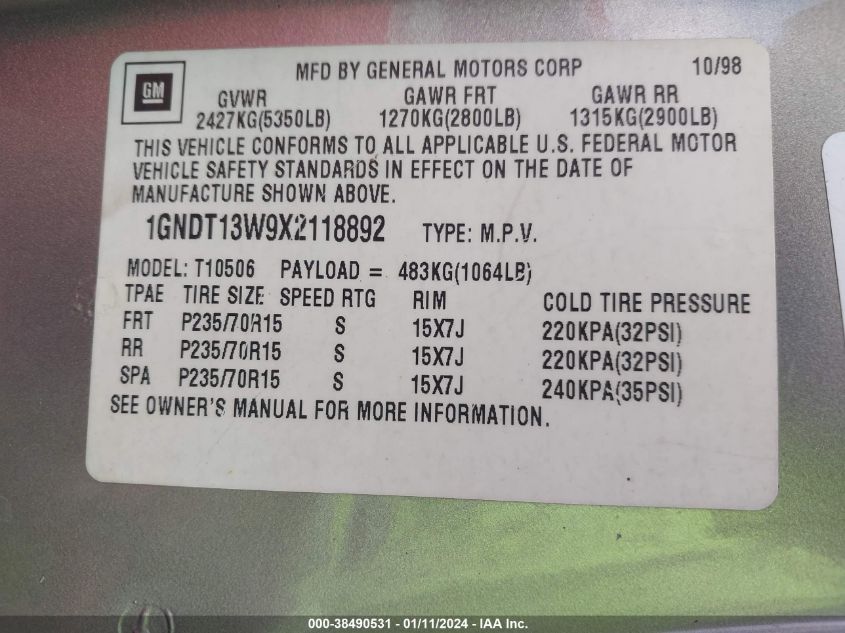 GM
MFD BY GENERAL MOTORS CORP 10/98
GVWR GAWR FRT GAWR RR
2427KG(5350LB) 1270KG(2800LB) 1315KG(2900LB)
THIS VEHICLE CONFORMS TO ALL APPLICABLE U.S. FEDERAL MOTOR
VEHICLE SAFETY STANDARDS IN EFFECT ON THE DATE OF
MANUFACTURE SHOWN ABOVE.
1GNDT13W9X2118892 TYPE: M.P.V.
MODEL: T10506 PAYLOAD = 483KG(1064LB)
TPAE TIRE SIZE SPEED RTG RIM COLD TIRE PRESSURE
FRT P235/70R15 S 15X7J 220KPA(32PSI)
RR P235/70R15 S 15X7J 220KPA(32PSI)
SPA P235/70R15 S 15X7J 240KPA(35PSI)
SEE OWNER'S MANUAL FOR MORE INFORMATION.
000-38490531 - 01/11/2024 - IAA Inc.